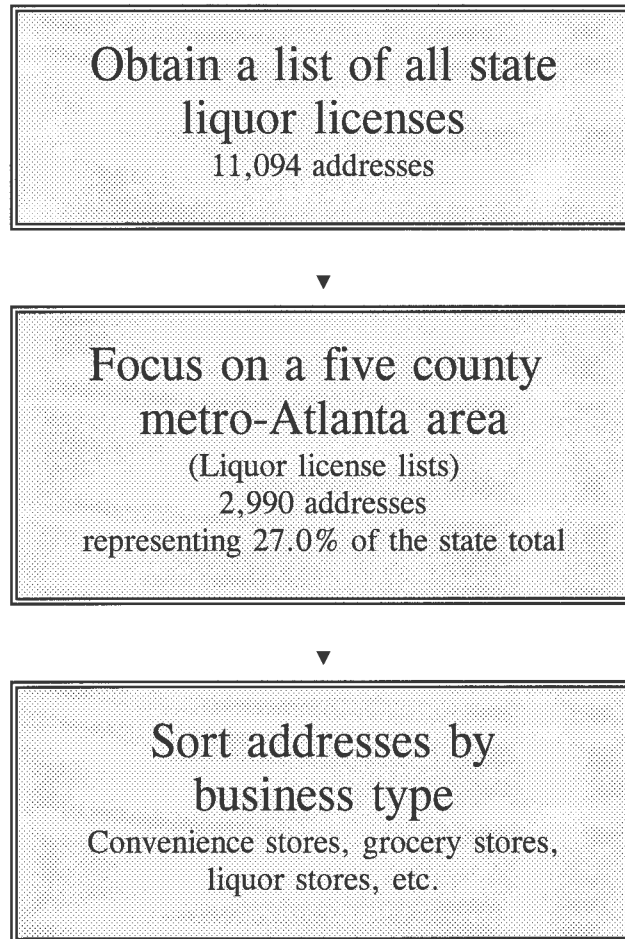 Obtain a list of all state
liquor licenses
11,094 addresses
Focus on a five county
metro-Atlanta area
(Liquor license lists)
2,990 addresses
representing 27.0% of the state total
Sort addresses by
business type
Convenience stores, grocery stores,
liquor stores, etc.